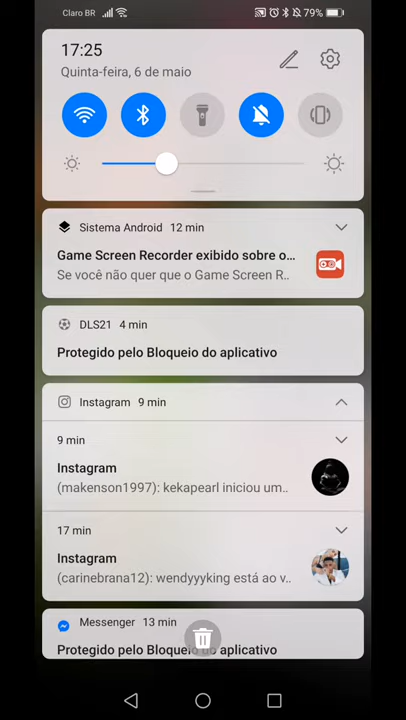 Claro BR 79%
17:25
Quinta-feira, 6 de maio
Sistema Android 12 min
Game Screen Recorder exibido sobre o...
Se você não quer que o Game Screen R..
DLS21 4 min
Protegido pelo Bloqueio do aplicativo
Instagram 9 min
9 min
Instagram
(makenson1997): kekapearl iniciou um..
17 min
Instagram
(carinebrana12): wendyyyking está ao v..
Messenger 13 min
Protegido pelo Bloqueio do aplicativo